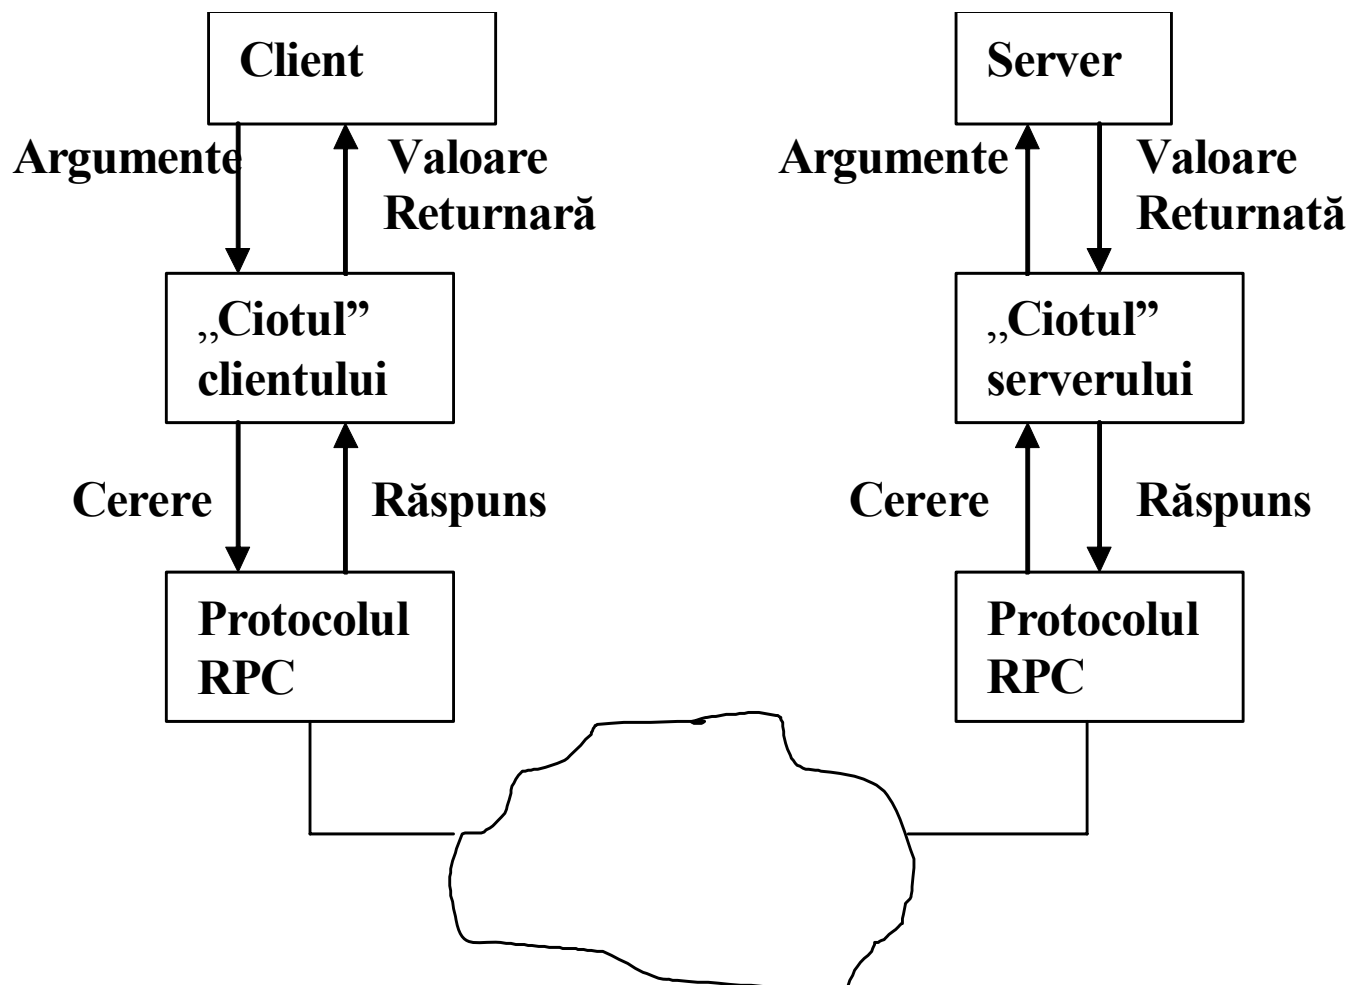 Client
Server
Argumente
Valoare
Returnară
Argumente
Valoare
Returnată
„Ciotul”
clientului
„Ciotul”
serverului
Cerere
Răspuns
Cerere
Răspuns
Protocolul
RPC
Protocolul
RPC